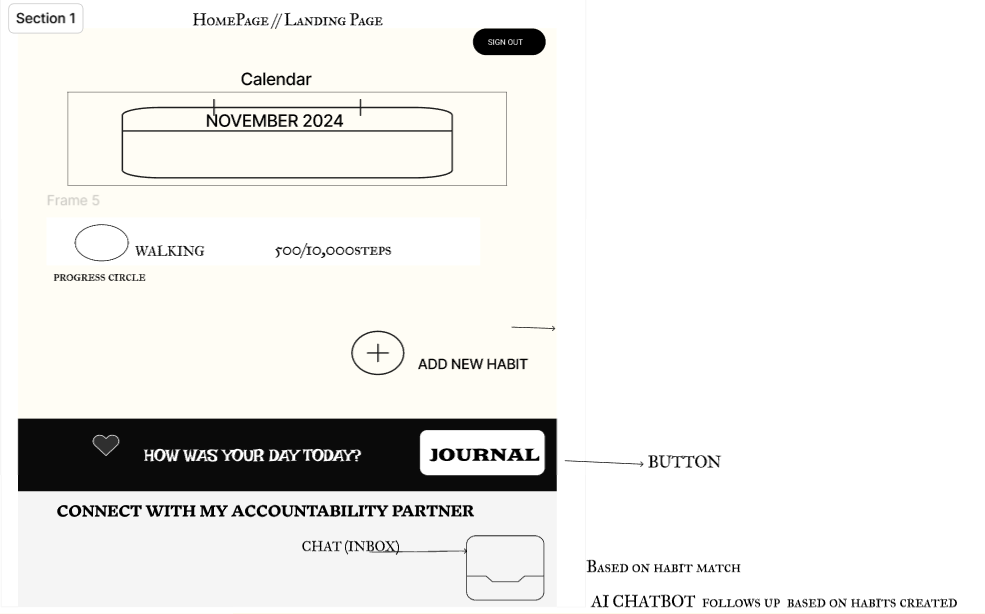 Section 1
HomePage // Landing Page
SIGN OUT
Calendar
NOVEMBER 2024
Frame 5
WALKING 500/10,000STEPS
PROGRESS CIRCLE
ADD NEW HABIT
HOW WAS YOUR DAY TODAY? JOURNAL
BUTTON
CONNECT WITH MY ACCOUNTABILITY PARTNER
CHAT (INBOX)
Based on habit match
AI CHATBOT follows up based on habits created